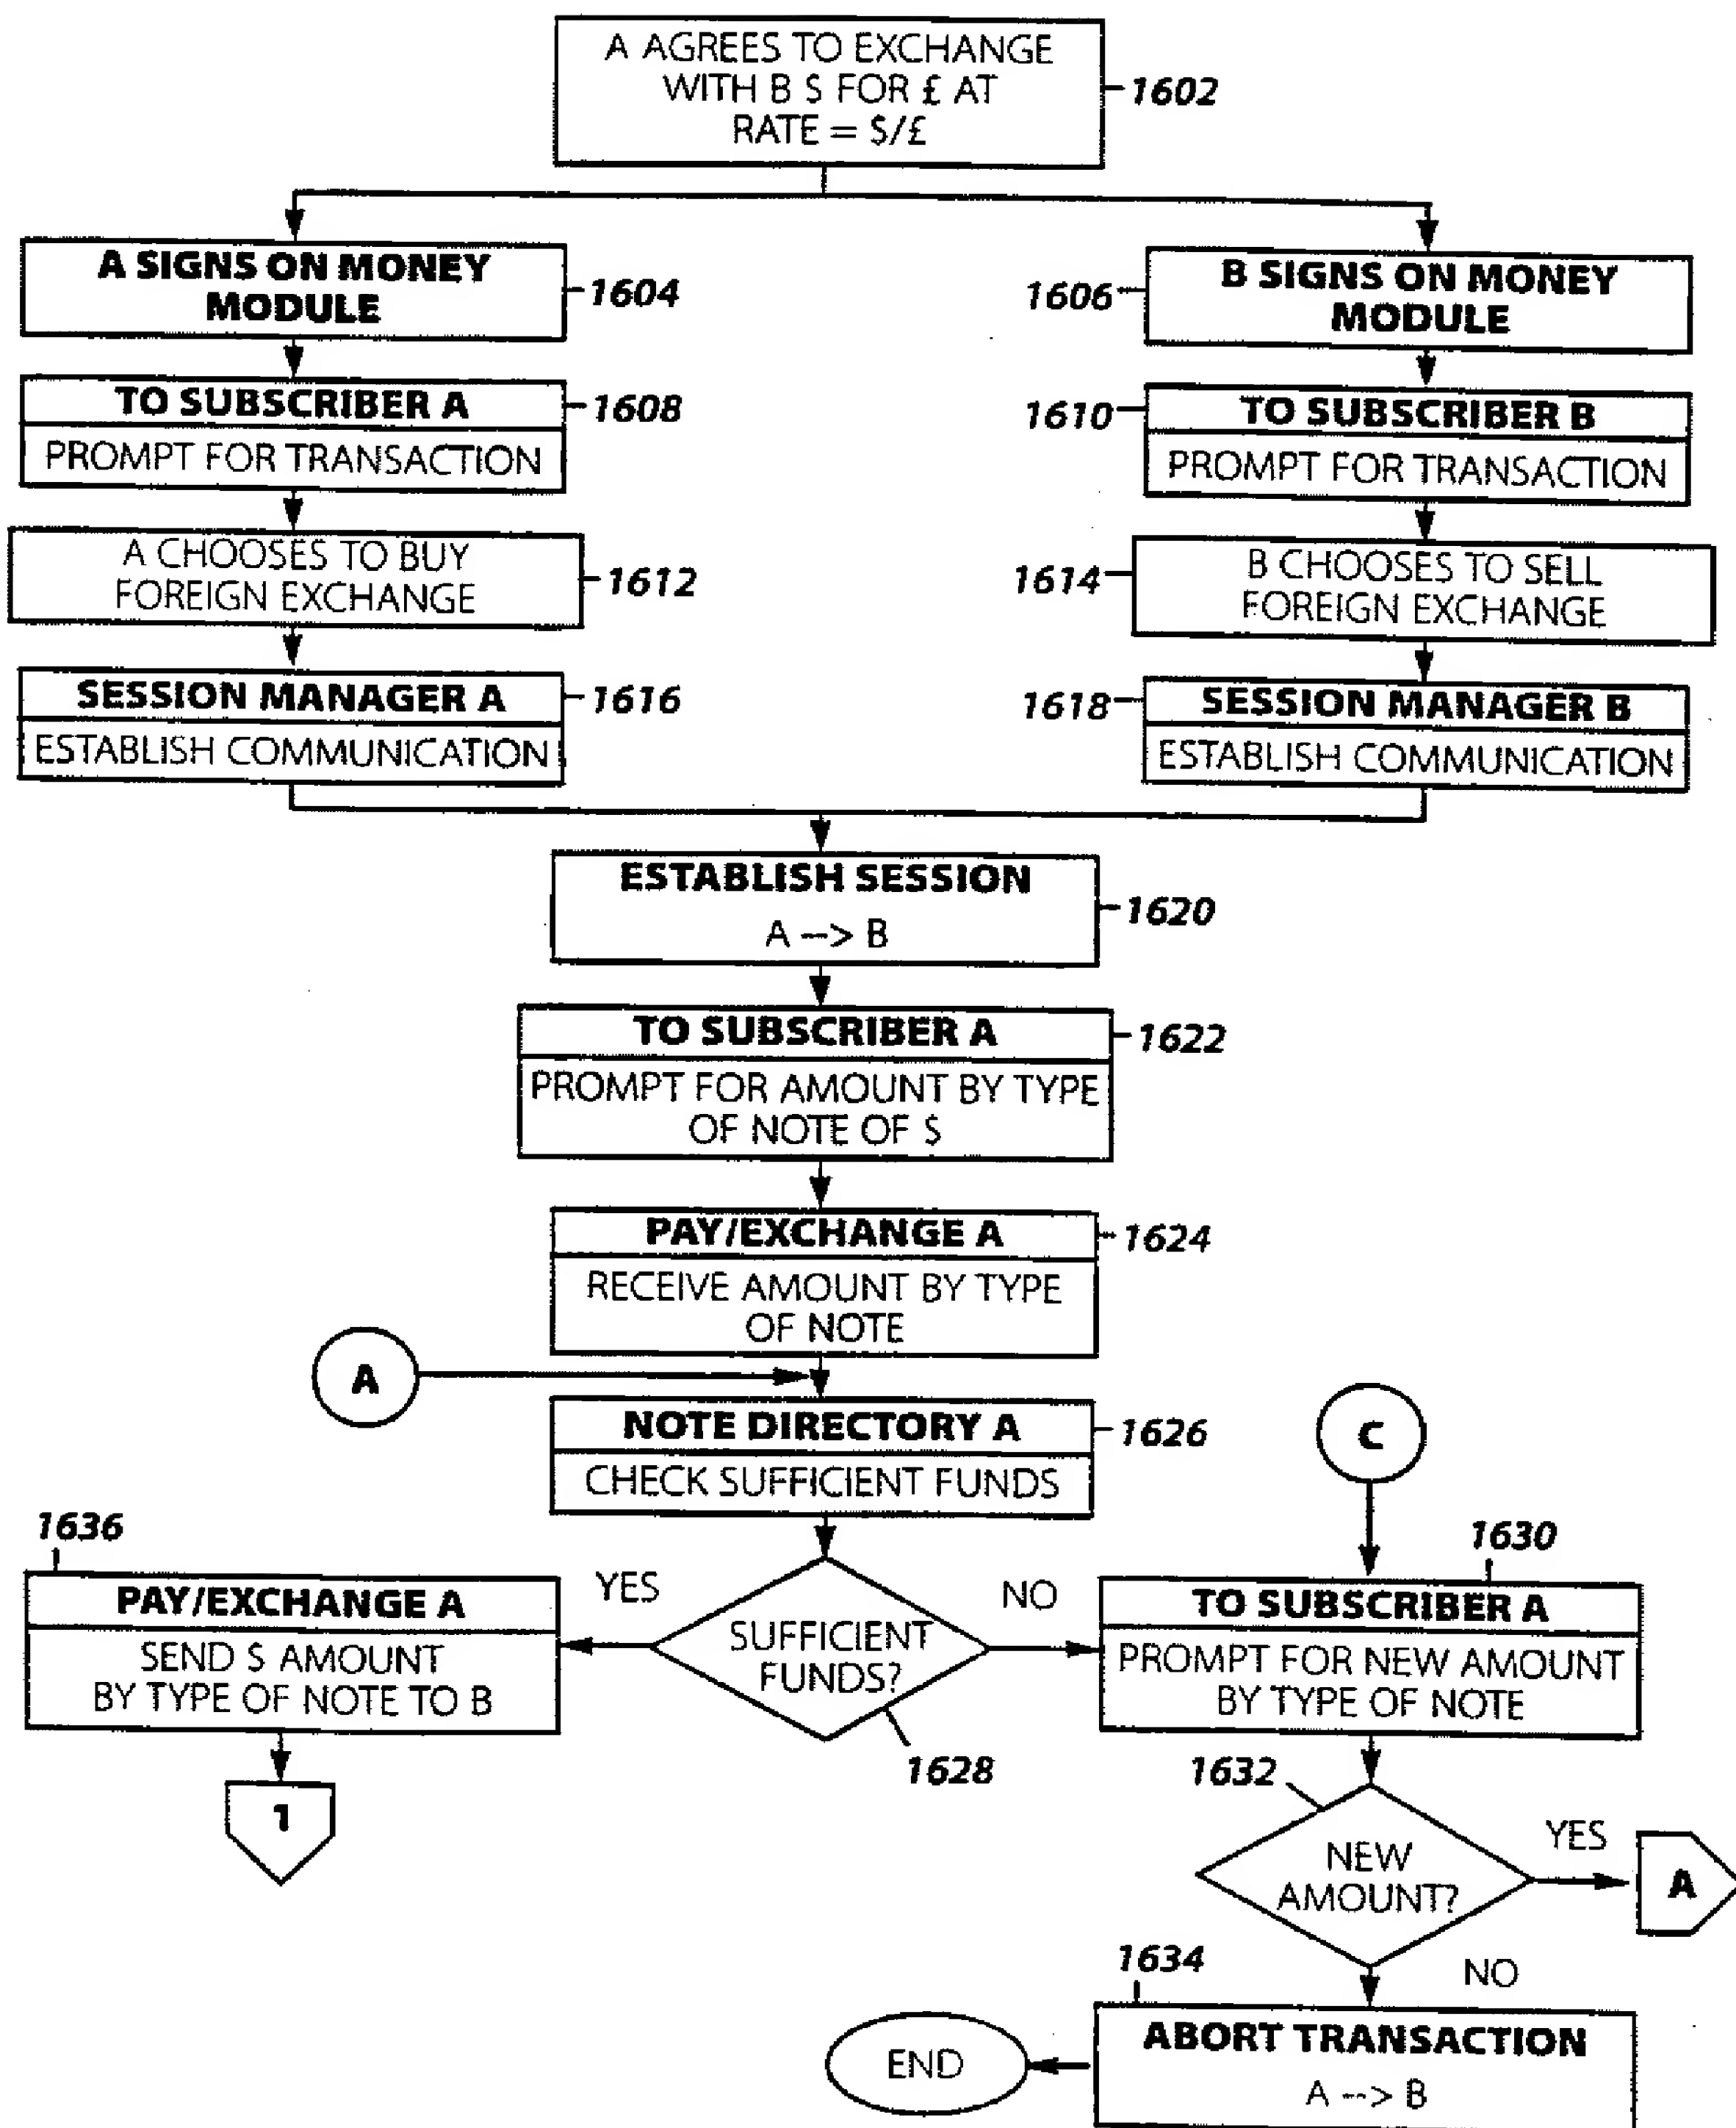 A AGREES TO EXCHANGE
WITH B $ FOR £ AT
RATE = $/£
1602
A SIGNS ON MONEY
MODULE
1604
1606
B SIGNS ON MONEY
MODULE
TO SUBSCRIBER A
1608
PROMPT FOR TRANSACTION
1610
TO SUBSCRIBER B
PROMPT FOR TRANSACTION
A CHOOSES TO BUY
FOREIGN EXCHANGE
1612
1614
B CHOOSES TO SELL
FOREIGN EXCHANGE
SESSION MANAGER A
1616
ESTABLISH COMMUNICATION
1618
SESSION MANAGER B
ESTABLISH COMMUNICATION
ESTABLISH SESSION
A --> B
1620
TO SUBSCRIBER A
1622
PROMPT FOR AMOUNT BY TYPE
OF NOTE OF $
PAY/EXCHANGE A
1624
RECEIVE AMOUNT BY TYPE
OF NOTE
A
NOTE DIRECTORY A
1626
CHECK SUFFICIENT FUNDS
C
1636
PAY/EXCHANGE A
SEND $ AMOUNT
BY TYPE OF NOTE TO B
1
YES
SUFFICIENT
FUNDS?
1628
NO
1630
TO SUBSCRIBER A
PROMPT FOR NEW AMOUNT
BY TYPE OF NOTE
1632
NEW
AMOUNT?
YES
A
NO
1634
ABORT TRANSACTION
A --> B
END